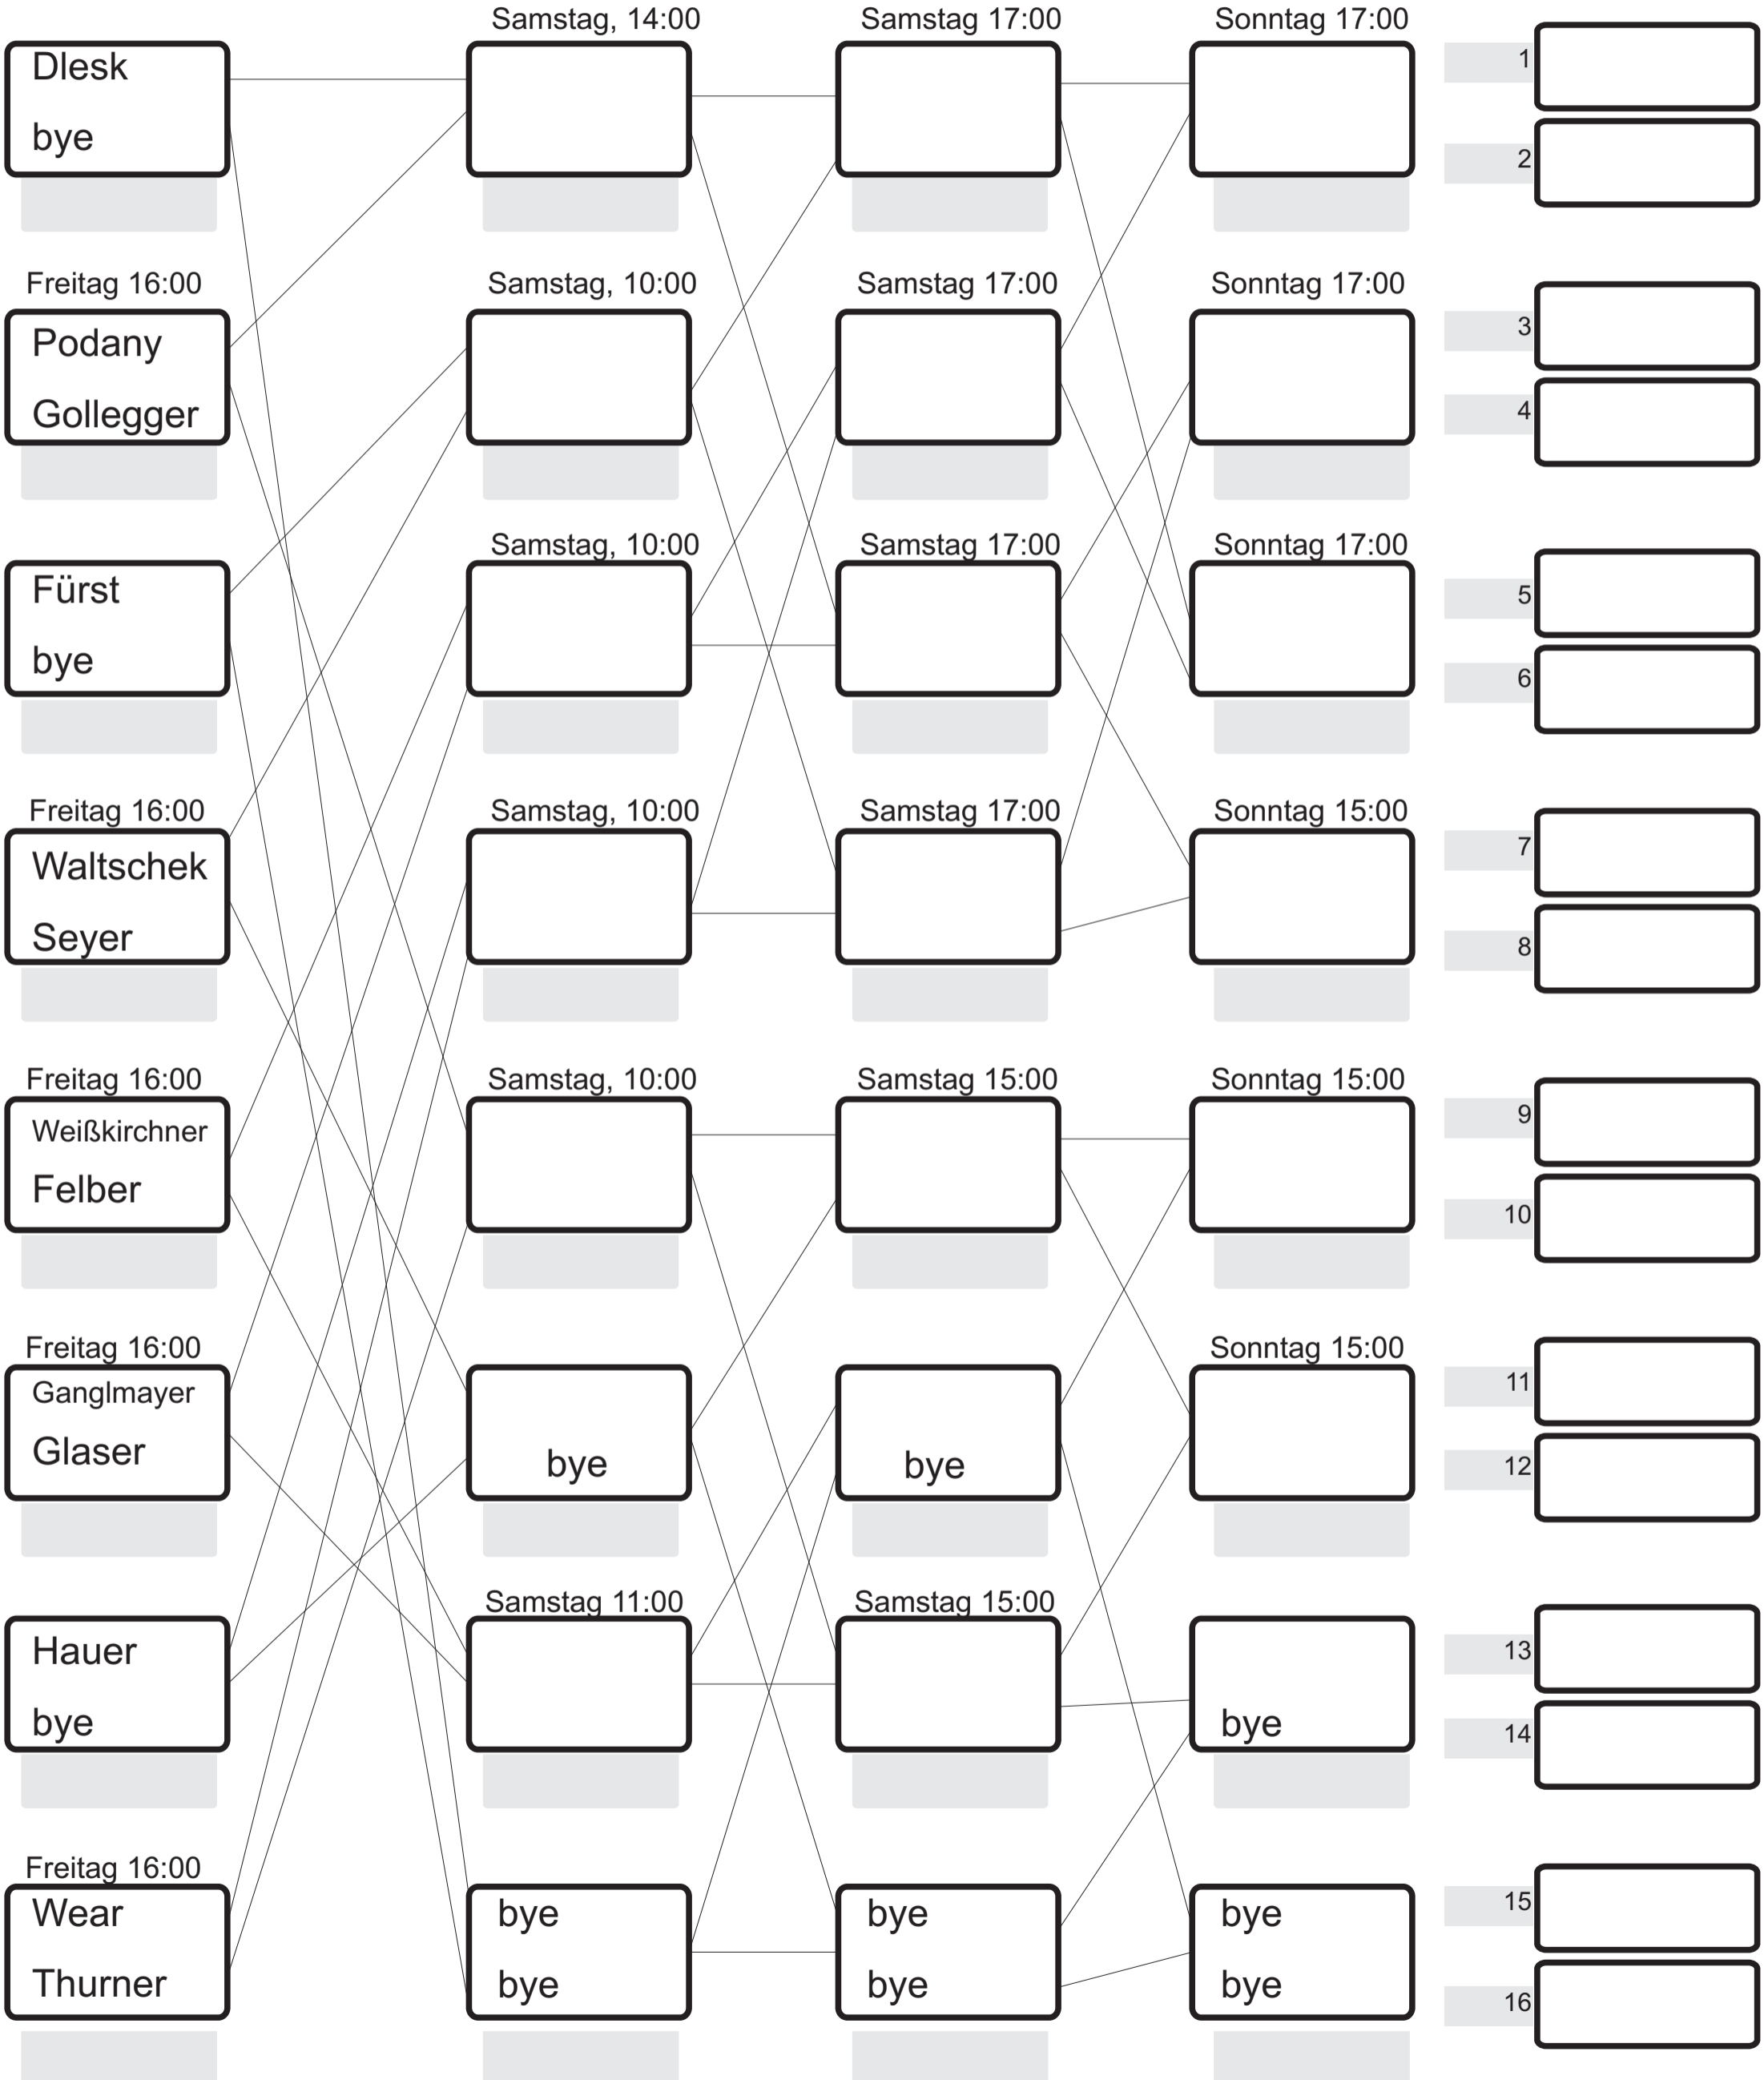 Samstag, 14:00
Samstag 17:00
Sonntag 17:00
Dlesk
bye
1
2
Freitag 16:00
Samstag, 10:00
Samstag 17:00
Sonntag 17:00
Podany
Gollegger
3
4
Samstag, 10:00
Samstag 17:00
Sonntag 17:00
Fürst
bye
5
6
Freitag 16:00
Samstag, 10:00
Samstag 17:00
Sonntag 15:00
Waltschek
Seyer
7
8
Freitag 16:00
Samstag, 10:00
Samstag 15:00
Sonntag 15:00
Weißkirchner
Felber
9
10
Freitag 16:00
Sonntag 15:00
Ganglmayer
Glaser
bye
bye
11
12
Samstag 11:00
Samstag 15:00
Hauer
bye
bye
13
14
Freitag 16:00
Wear
Thurner
bye
bye
bye
bye
bye
bye
15
16